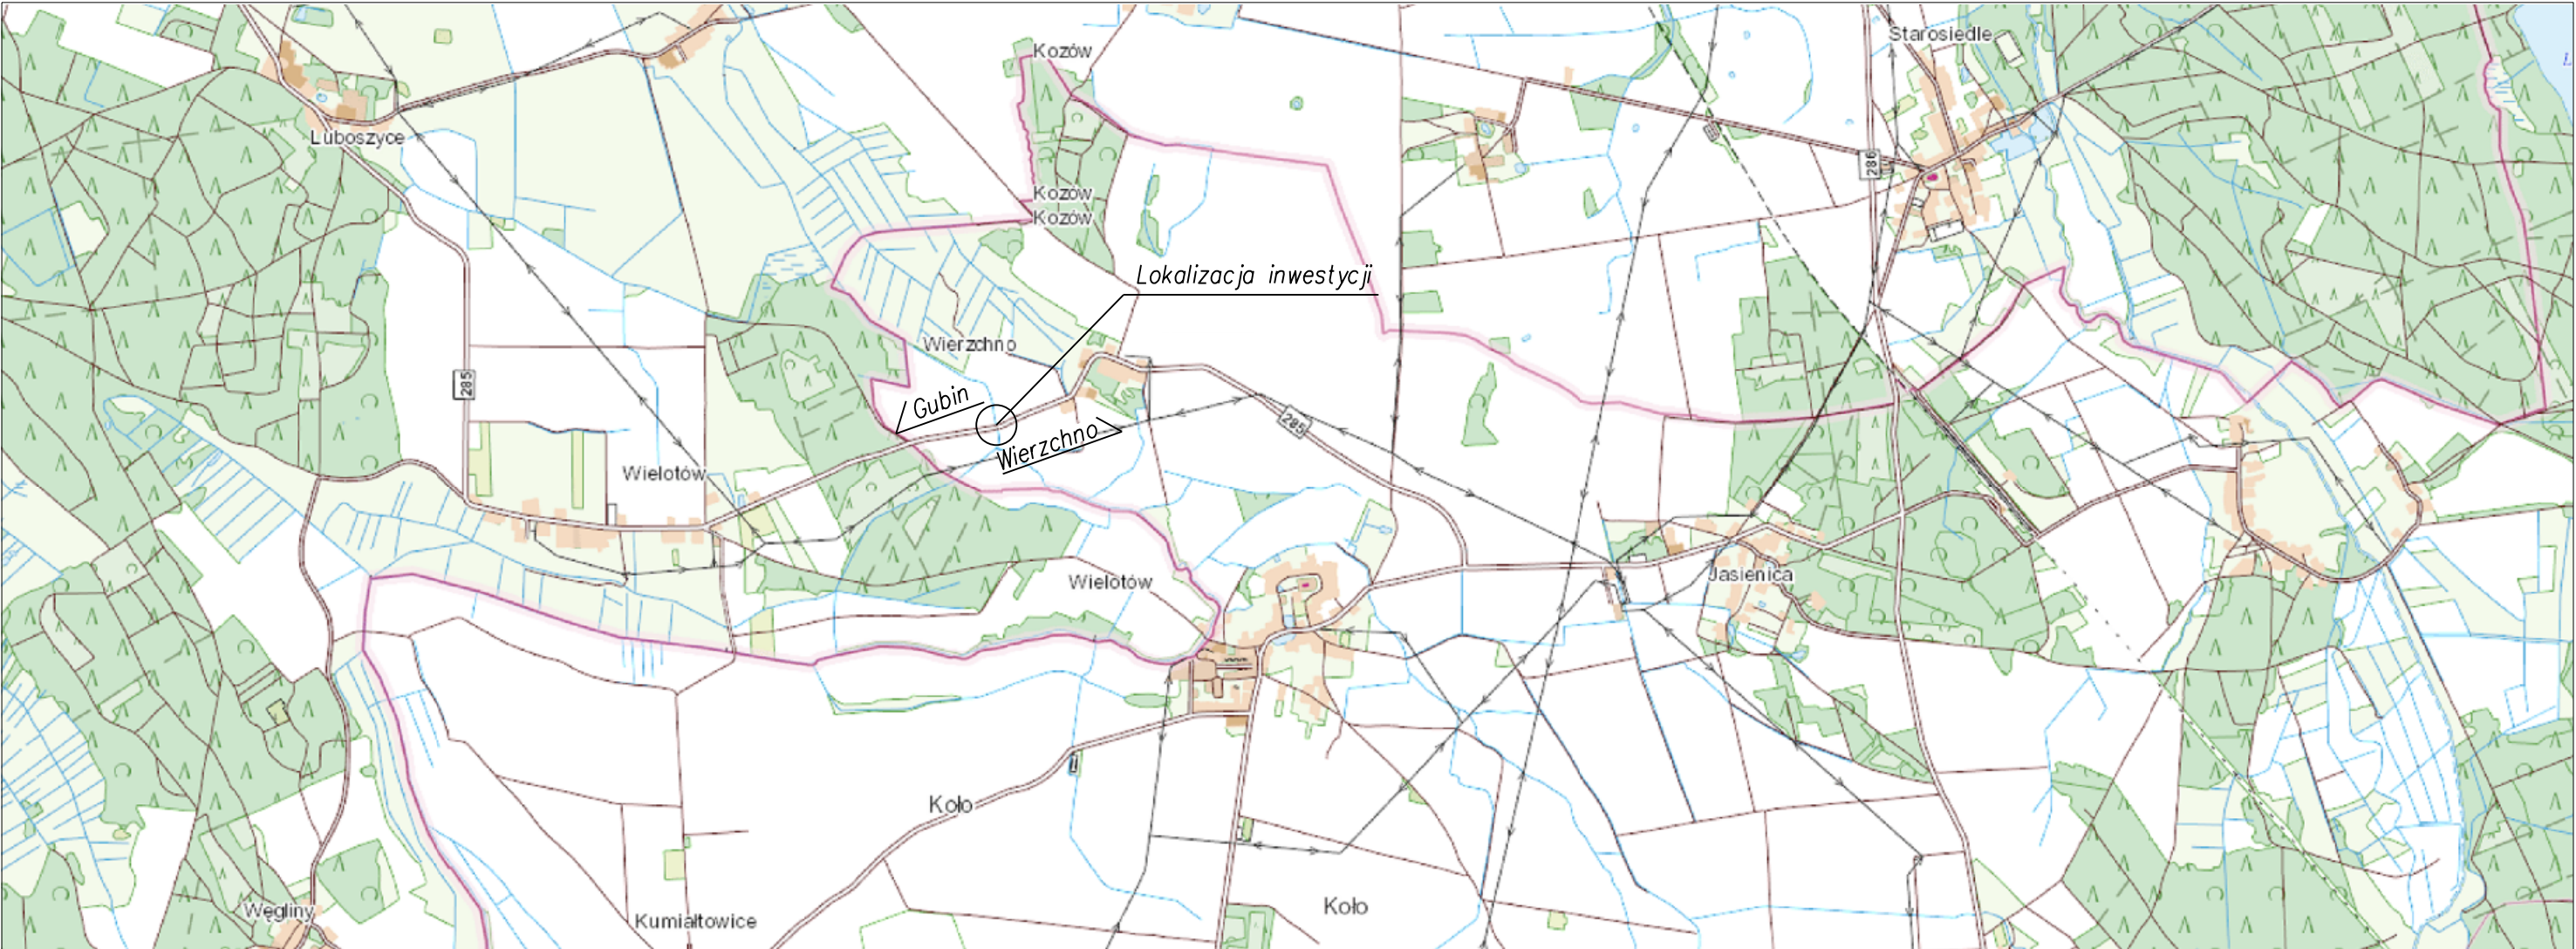 Starosiedle
Kozów
Luboszyce
286
Kozów
Kozów
Lokalizacja inwestycji
Wierzchno
285
Gubin
285
Wierzchno
Wielotów
Jasienica
Wielotów
Koło
Koło
Węgliny
Kumiałtowice